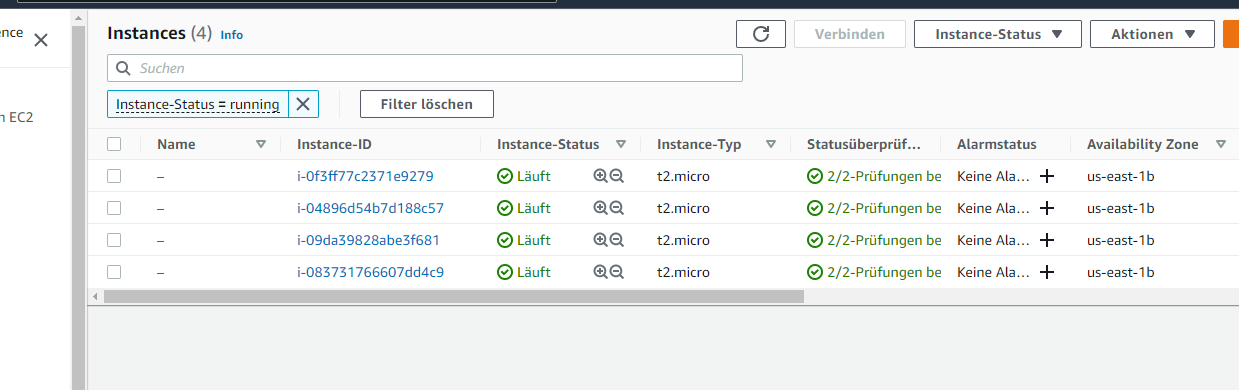 ence
n EC2
Instances (4) Info
Verbinden Instance-Status Aktionen
Suchen
Instance-Status = running Filter löschen
Name Instance-ID Instance-Status Instance-Typ Statusüberprüf... Alarmstatus Availability Zone
– i-0f3ff77c2371e9279 Läuft t2.micro 2/2-Prüfungen be Keine Ala... us-east-1b
– i-04896d54b7d188c57 Läuft t2.micro 2/2-Prüfungen be Keine Ala... us-east-1b
– i-09da39828abe3f681 Läuft t2.micro 2/2-Prüfungen be Keine Ala... us-east-1b
– i-083731766607dd4c9 Läuft t2.micro 2/2-Prüfungen be Keine Ala... us-east-1b